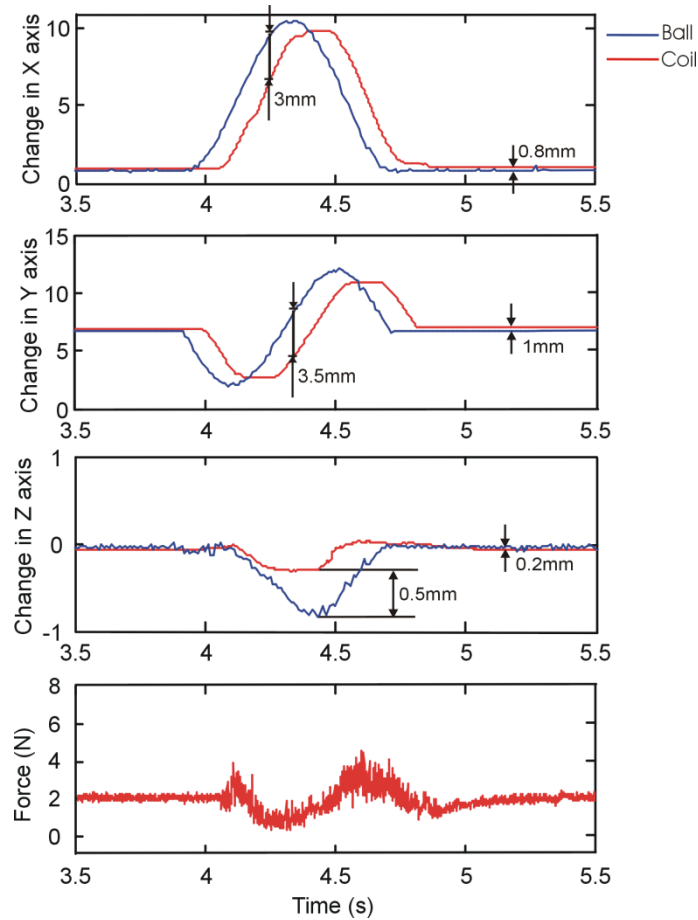 Ball
Coil
Change in X axis
10
5
0
3mm
0.8mm
3.5
4
4.5
5
5.5
Change in Y axis
15
10
5
0
3.5mm
1mm
3.5
4
4.5
5
5.5
Change in Z axis
1
0
-1
0.5mm
0.2mm
3.5
4
4.5
5
5.5
Force (N)
8
6
4
2
0
3.5
4
4.5
5
5.5
Time (s)